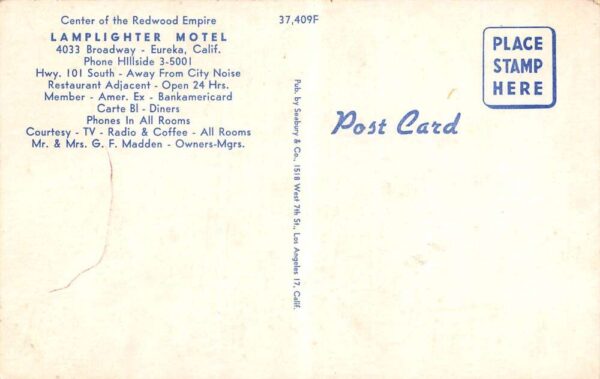 Center of the Redwood Empire
LAMPLIGHTER MOTEL
4033 Broadway - Eureka, Calif.
Phone HIllside 3-5001
Hwy. 101 South - Away From City Noise
Restaurant Adjacent - Open 24 Hrs.
Member - Amer. Ex - Bankamericard
Carte Bl - Diners
Phones In All Rooms
Courtesy - TV - Radio & Coffee - All Rooms
Mr. & Mrs. G. F. Madden - Owners-Mgrs.
37,409F
Pub. by Seabury & Co., 1518 West 7th St., Los Angeles 17, Calif.
Post Card
PLACE
STAMP
HERE